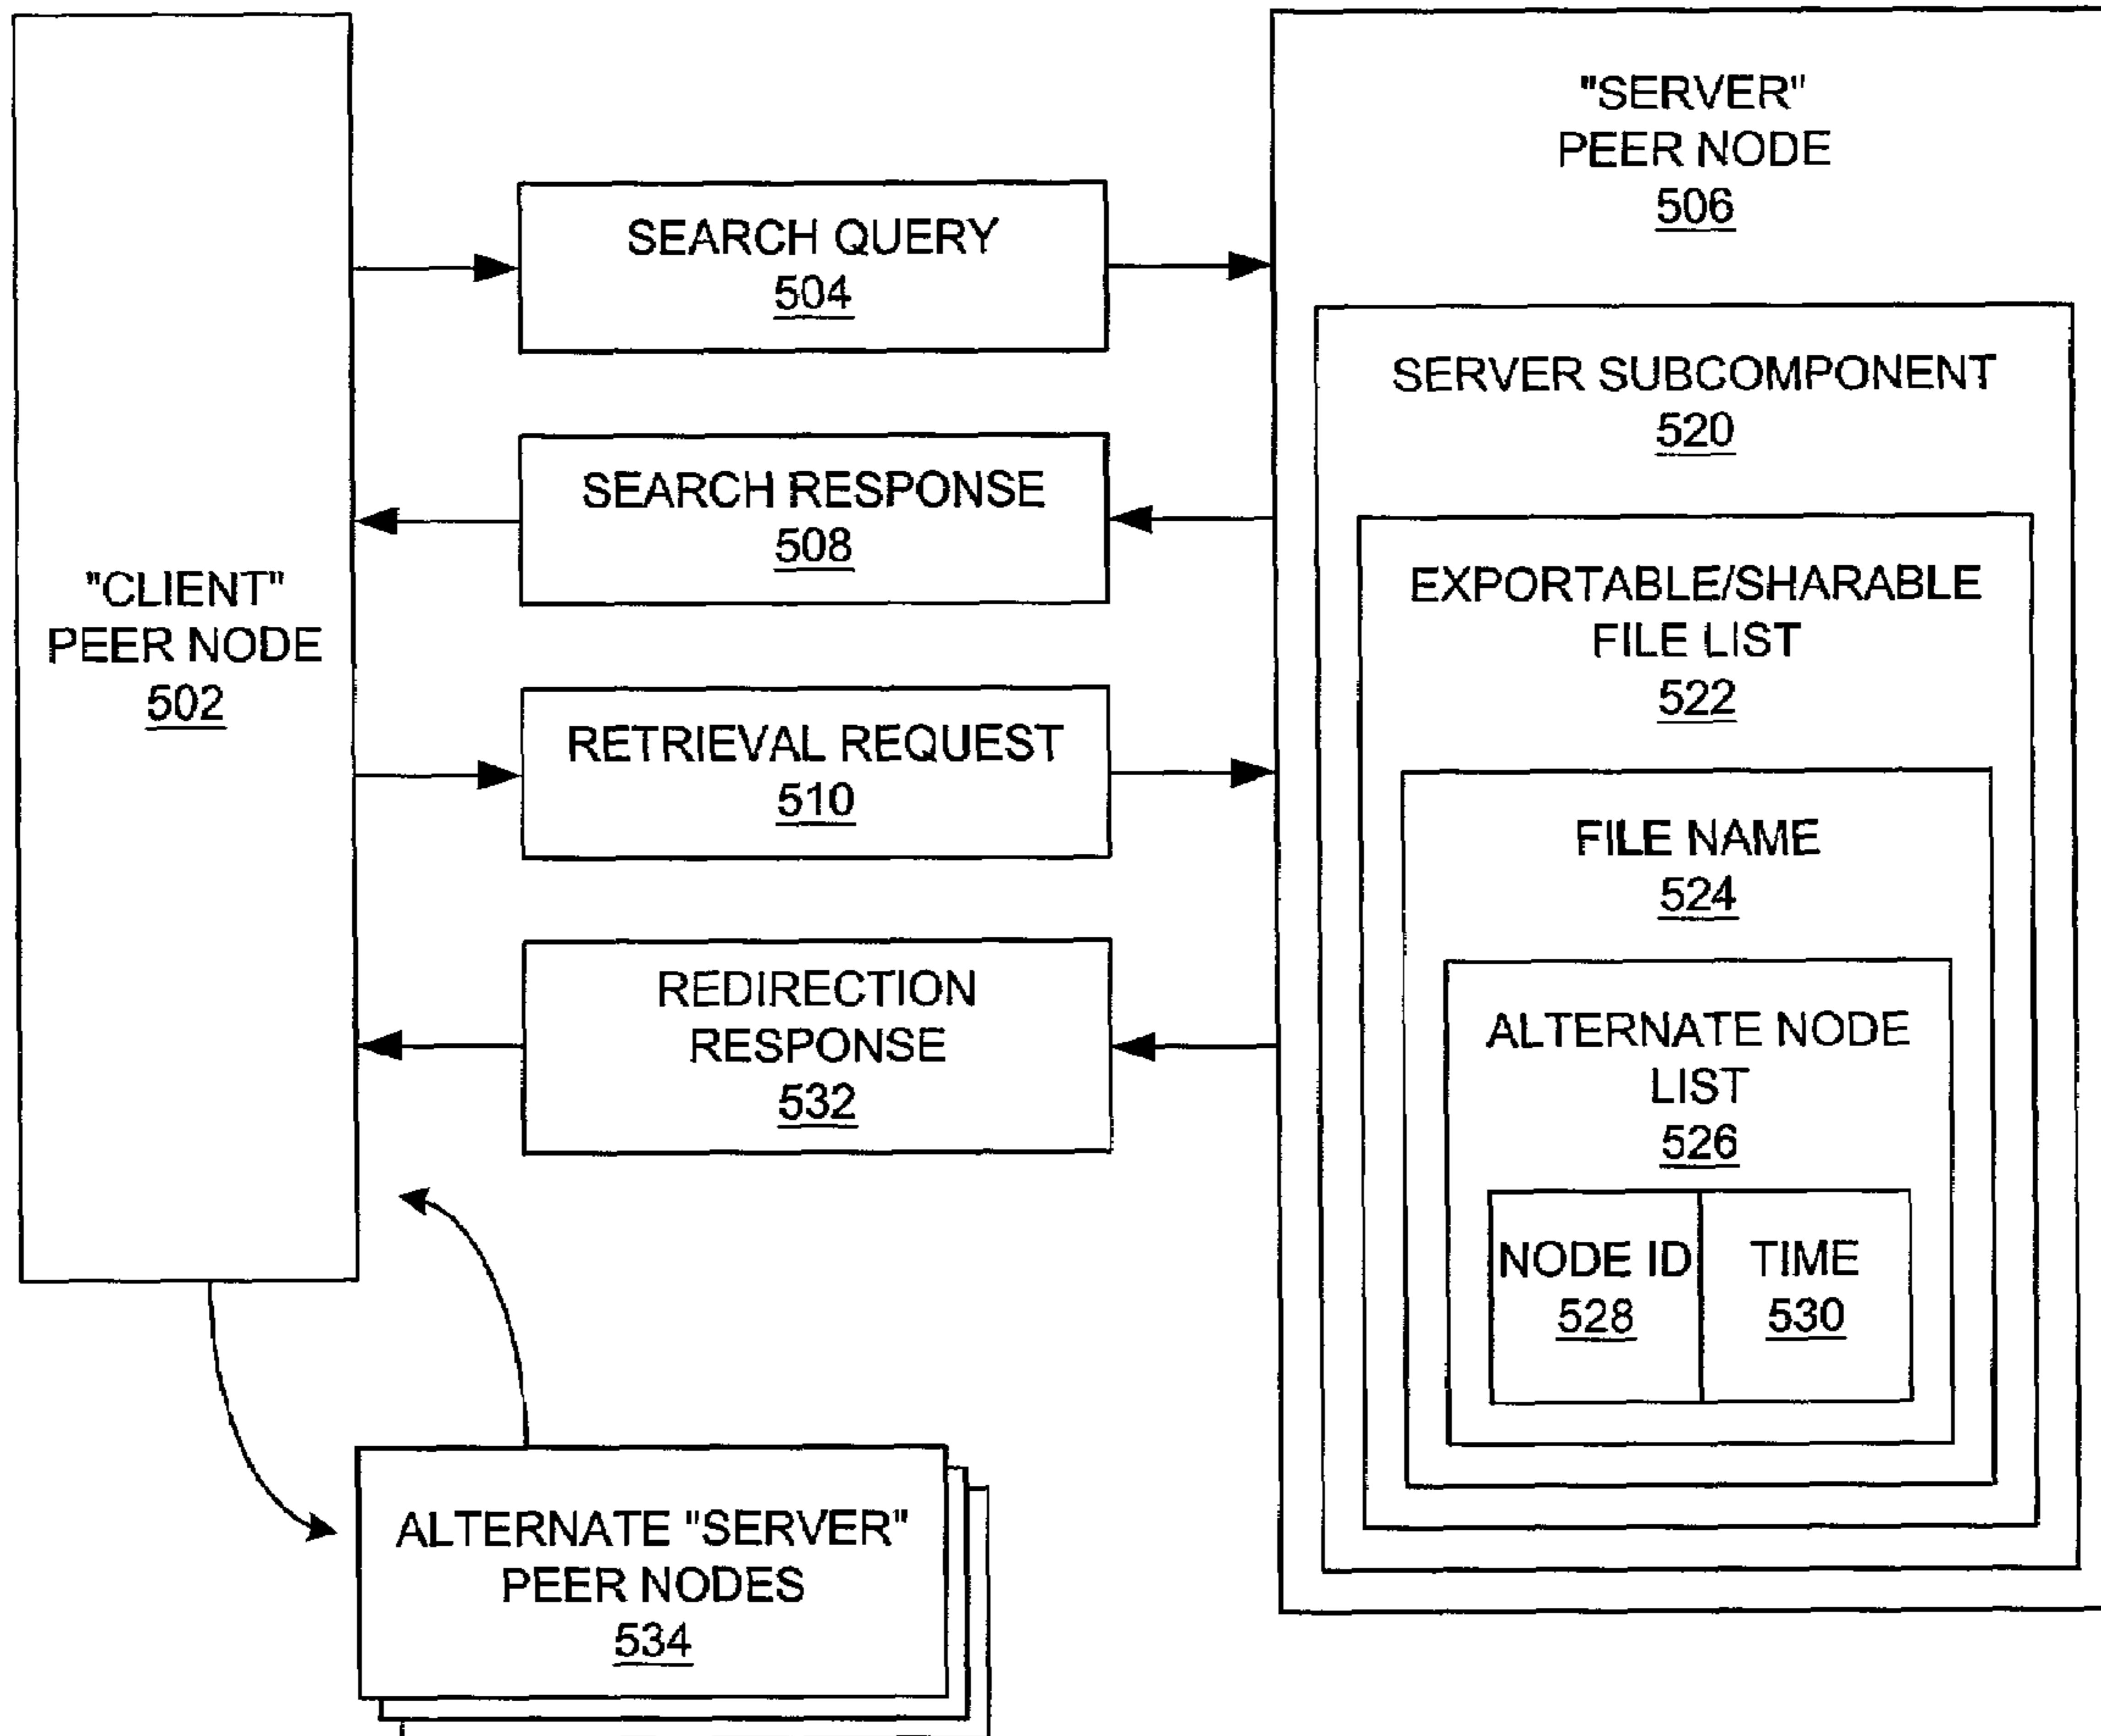 "CLIENT"
PEER NODE
502
SEARCH QUERY
504
SEARCH RESPONSE
508
RETRIEVAL REQUEST
510
REDIRECTION
RESPONSE
532
ALTERNATE "SERVER"
PEER NODES
534
"SERVER"
PEER NODE
506
SERVER SUBCOMPONENT
520
EXPORTABLE/SHARABLE
FILE LIST
522
FILE NAME
524
ALTERNATE NODE
LIST
526
NODE ID
528
TIME
530